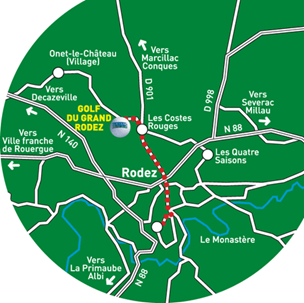 Onet-le-Château
(Village)
Vers
Marcillac
Conques
D 901
D 998
Vers
Decazeville
GOLF
DU GRAND
RODEZ
Les Costes
Rouges
Vers
Severac
Millau
N 88
Vers
Ville franche
de Rouergue
N 140
Les Quatre
Saisons
Rodez
Le Monastère
Vers
La Primaube
Albi
N 88